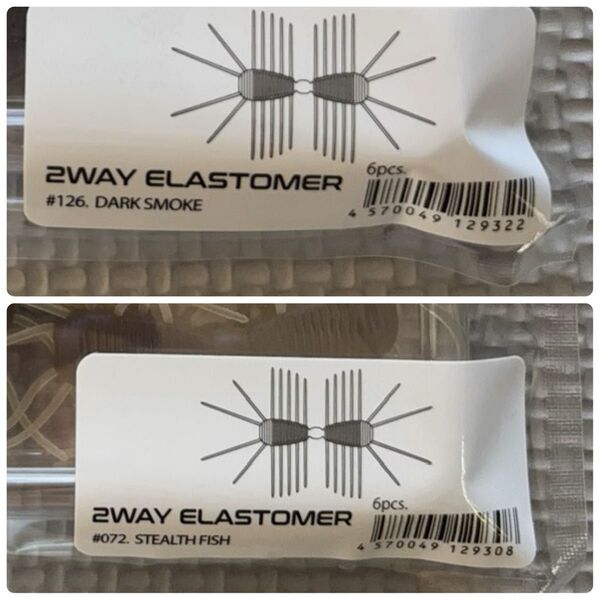 2WAY ELASTOMER
6pcs.
#126. DARK SMOKE
4 570049 129322
2WAY ELASTOMER
6pcs.
#072. STEALTH FISH
4 570049 129308